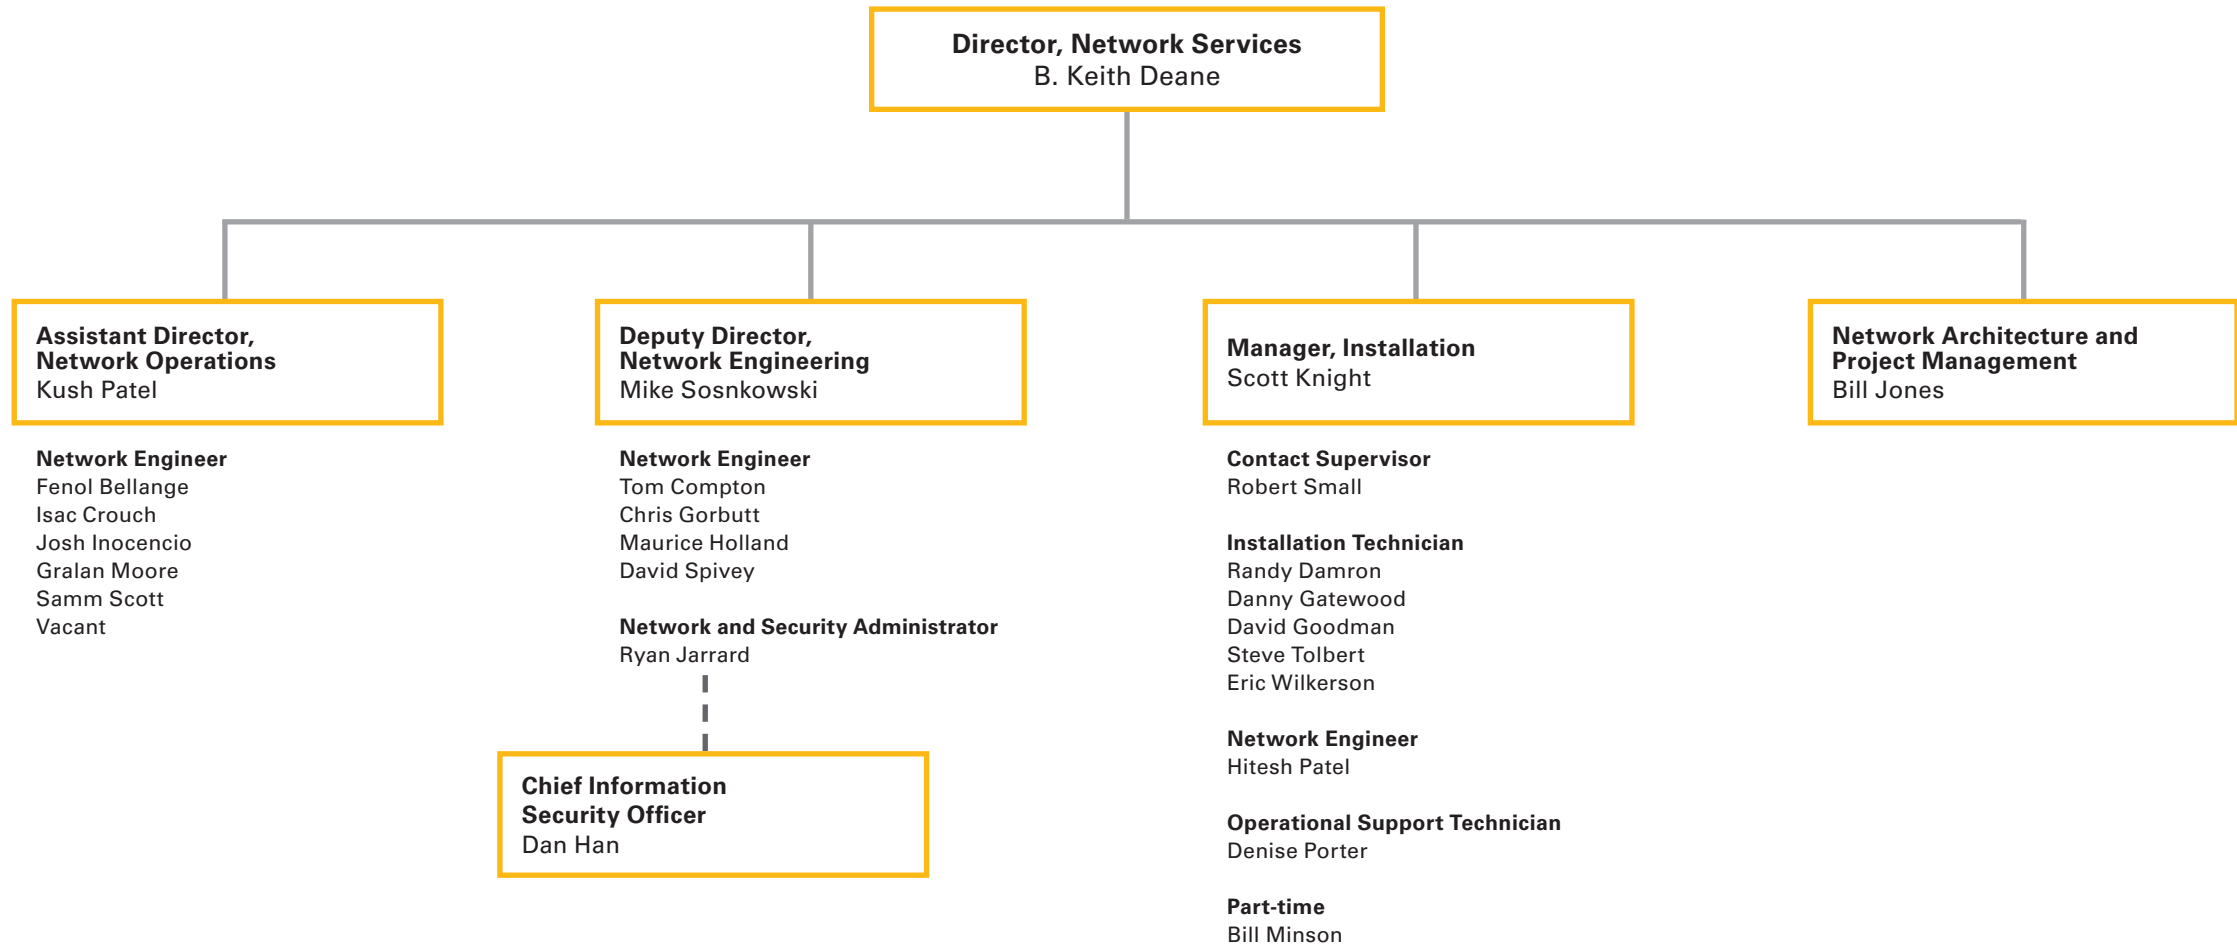 Director, Network Services
B. Keith Deane
Assistant Director,
Network Operations
Kush Patel
Network Engineer
Fenol Bellange
Isac Crouch
Josh Inocencio
Gralan Moore
Samm Scott
Vacant
Deputy Director,
Network Engineering
Mike Sosnkowski
Network Engineer
Tom Compton
Chris Gorbutt
Maurice Holland
David Spivey
Network and Security Administrator
Ryan Jarrard
Chief Information
Security Officer
Dan Han
Manager, Installation
Scott Knight
Contact Supervisor
Robert Small
Installation Technician
Randy Damron
Danny Gatewood
David Goodman
Steve Tolbert
Eric Wilkerson
Network Engineer
Hitesh Patel
Operational Support Technician
Denise Porter
Part-time
Bill Minson
Network Architecture and
Project Management
Bill Jones